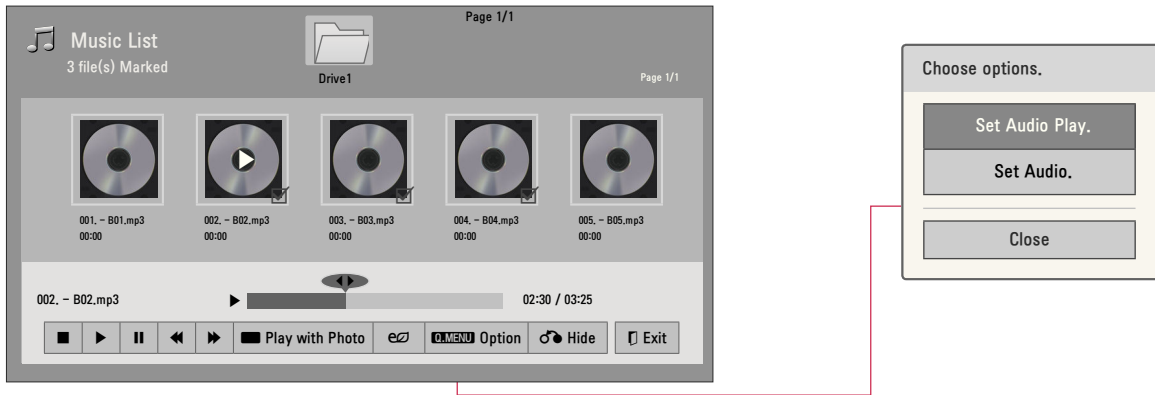 Page 1/1
Music List
3 file(s) Marked
Drive1
Page 1/1
001. - B01.mp3
00:00
002. - B02.mp3
00:00
003. - B03.mp3
00:00
004. - B04.mp3
00:00
005. - B05.mp3
00:00
002. - B02.mp3
02:30 / 03:25
Play with Photo
e
Q.MENU Option
Hide
Exit
Choose options.
Set Audio Play.
Set Audio.
Close